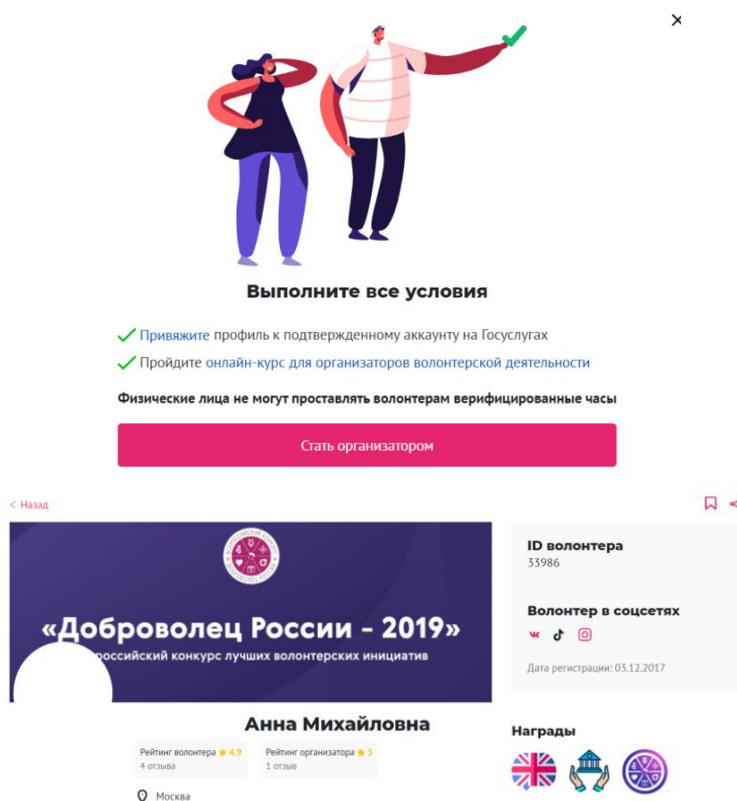 Выполните все условия
Привяжите профиль к подтвержденному аккаунту на Госуслугах
Пройдите онлайн-курс для организаторов волонтерской деятельности
Физические лица не могут проставлять волонтерам верифицированные часы
Стать организатором
< Назад
«Доброволец России – 2019»
российский конкурс лучших волонтерских инициатив
ID волонтера
33986
Волонтер в соцсетях
Дата регистрации: 03.12.2017
Анна Михайловна
Рейтинг волонтера ★ 4.9
4 отзыва
Рейтинг организатора ★ 5
1 отзыв
Москва
Награды